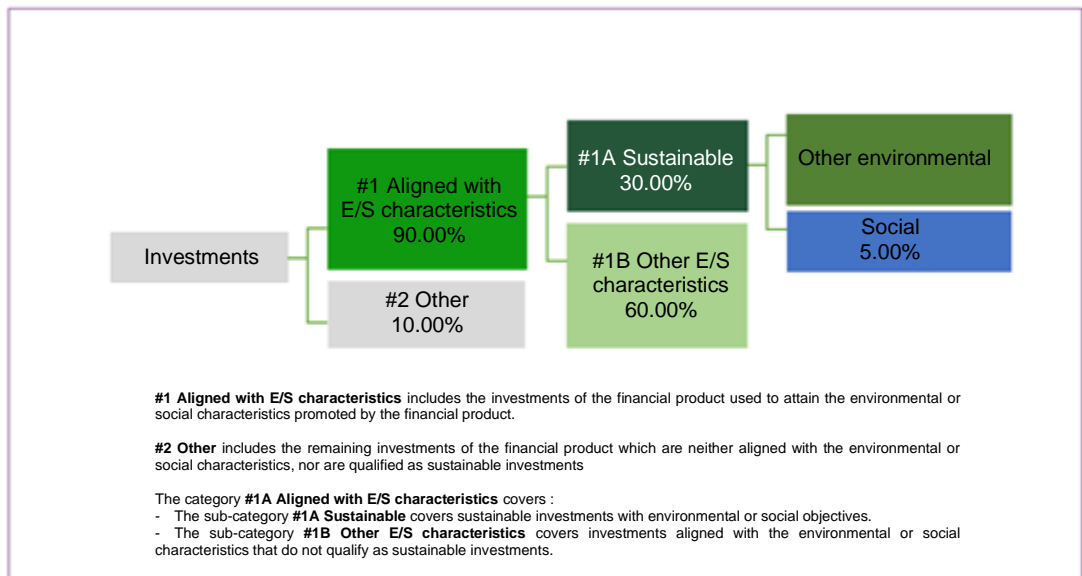 Investments
#1 Aligned with
E/S characteristics
90.00%
#2 Other
10.00%
#1A Sustainable
30.00%
#1B Other E/S
characteristics
60.00%
Other environmental
Social
5.00%
#1 Aligned with E/S characteristics includes the investments of the financial product used to attain the environmental or
social characteristics promoted by the financial product.
#2 Other includes the remaining investments of the financial product which are neither aligned with the environmental or
social characteristics, nor are qualified as sustainable investments
The category #1A Aligned with E/S characteristics covers :
- The sub-category #1A Sustainable covers sustainable investments with environmental or social objectives.
- The sub-category #1B Other E/S characteristics covers investments aligned with the environmental or social
characteristics that do not qualify as sustainable investments.